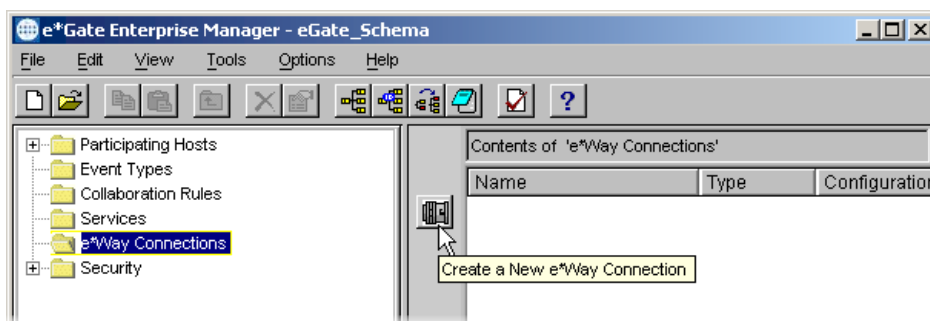 e*Gate Enterprise Manager - eGate_Schema
File Edit View Tools Options Help
Participating Hosts
Event Types
Collaboration Rules
Services
e*Way Connections
Security
Contents of 'e*Way Connections'
Name Type Configuration
Create a New e*Way Connection